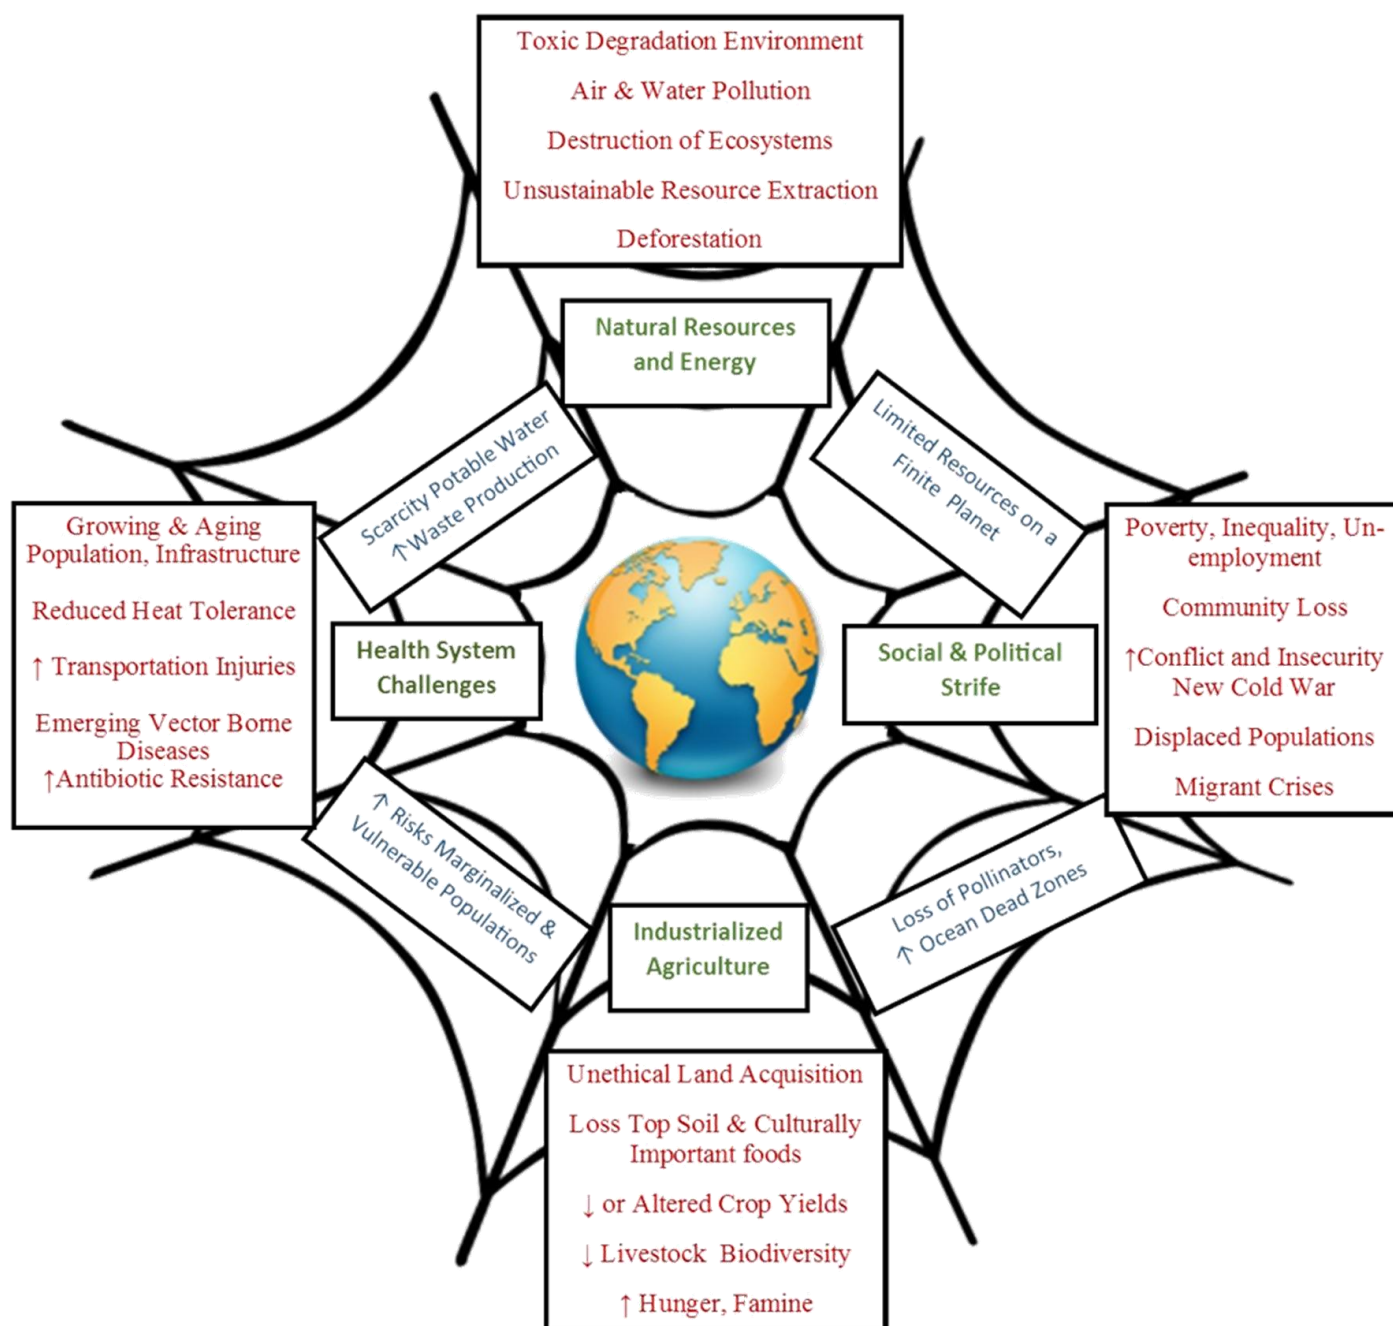 Toxic Degradation Environment
Air & Water Pollution
Destruction of Ecosystems
Unsustainable Resource Extraction
Deforestation
Natural Resources
and Energy
Scarcity Potable Water
↑Waste Production
Limited Resources on a
Finite Planet
Growing & Aging
Population, Infrastructure
Reduced Heat Tolerance
↑ Transportation Injuries
Emerging Vector Borne
Diseases
↑Antibiotic Resistance
Health System
Challenges
Social & Political
Strife
Poverty, Inequality, Un-
employment
Community Loss
↑Conflict and Insecurity
New Cold War
Displaced Populations
Migrant Crises
↑ Risks Marginalized &
Vulnerable Populations
Loss of Pollinators,
↑ Ocean Dead Zones
Industrialized
Agriculture
Unethical Land Acquisition
Loss Top Soil & Culturally
Important foods
↓ or Altered Crop Yields
↓ Livestock Biodiversity
↑ Hunger, Famine